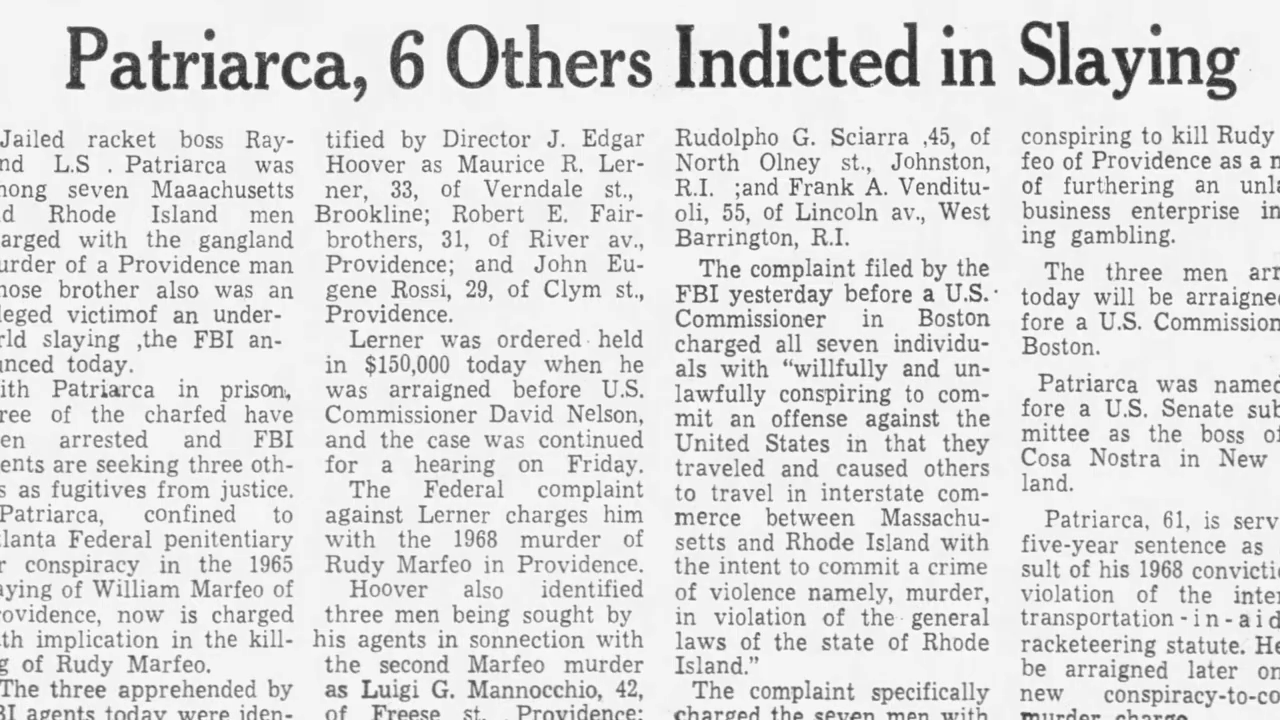 Patriarca, 6 Others Indicted in Slaying
Jailed racket boss Ray-
nd L.S . Patriarca was
nong seven Maaachusetts
d Rhode Island men
arged with the gangland
urder of a Providence man
hose brother also was an
leged victimof an under-
rld slaying ,the FBI an-
unced today.
ith Patriarca in prison,
ree of the charfed have
en arrested and FBI
ents are seeking three oth-
s as fugitives from justice.
Patriarca, confined to
tlanta Federal penitentiary
r conspiracy in the 1965
aying of William Marfeo of
rovidence, now is charged
th implication in the kill-
g of Rudy Marfeo.
The three apprehended by
BI agents today were iden-
tified by Director J. Edgar
Hoover as Maurice R. Ler-
ner, 33, of Verndale st.,
Brookline; Robert E. Fair-
brothers, 31, of River av.,
Providence; and John Eu-
gene Rossi, 29, of Clym st.,
Providence.
Lerner was ordered held
in $150,000 today when he
was arraigned before U.S.
Commissioner David Nelson,
and the case was continued
for a hearing on Friday.
The Federal complaint
against Lerner charges him
with the 1968 murder of
Rudy Marfeo in Providence.
Hoover also identified
three men being sought by
his agents in connection with
the second Marfeo murder
as Luigi G. Mannocchio, 42,
of Freese st. , Providence;
Rudolpho G. Sciarra ,45, of
North Olney st., Johnston,
R.I. ;and Frank A. Venditu-
oli, 55, of Lincoln av., West
Barrington, R.I.
The complaint filed by the
FBI yesterday before a U.S.
Commissioner in Boston
charged all seven individu-
als with "willfully and un-
lawfully conspiring to com-
mit an offense against the
United States in that they
traveled and caused others
to travel in interstate com-
merce between Massachu-
setts and Rhode Island with
the intent to commit a crime
of violence namely, murder,
in violation of the general
laws of the state of Rhode
Island."
The complaint specifically
charged the seven men with
conspiring to kill Rudy
feo of Providence as a m
of furthering an unla
business enterprise in
ing gambling.
The three men arr
today will be arraigned
fore a U.S. Commission
Boston.
Patriarca was named
fore a U.S. Senate sub
mittee as the boss of
Cosa Nostra in New
land.
Patriarca, 61, is serv
five-year sentence as
sult of his 1968 convictio
violation of the inter
transportation - i n - a i d
racketeering statute. He
be arraigned later on
new conspiracy-to-co
murder charge.